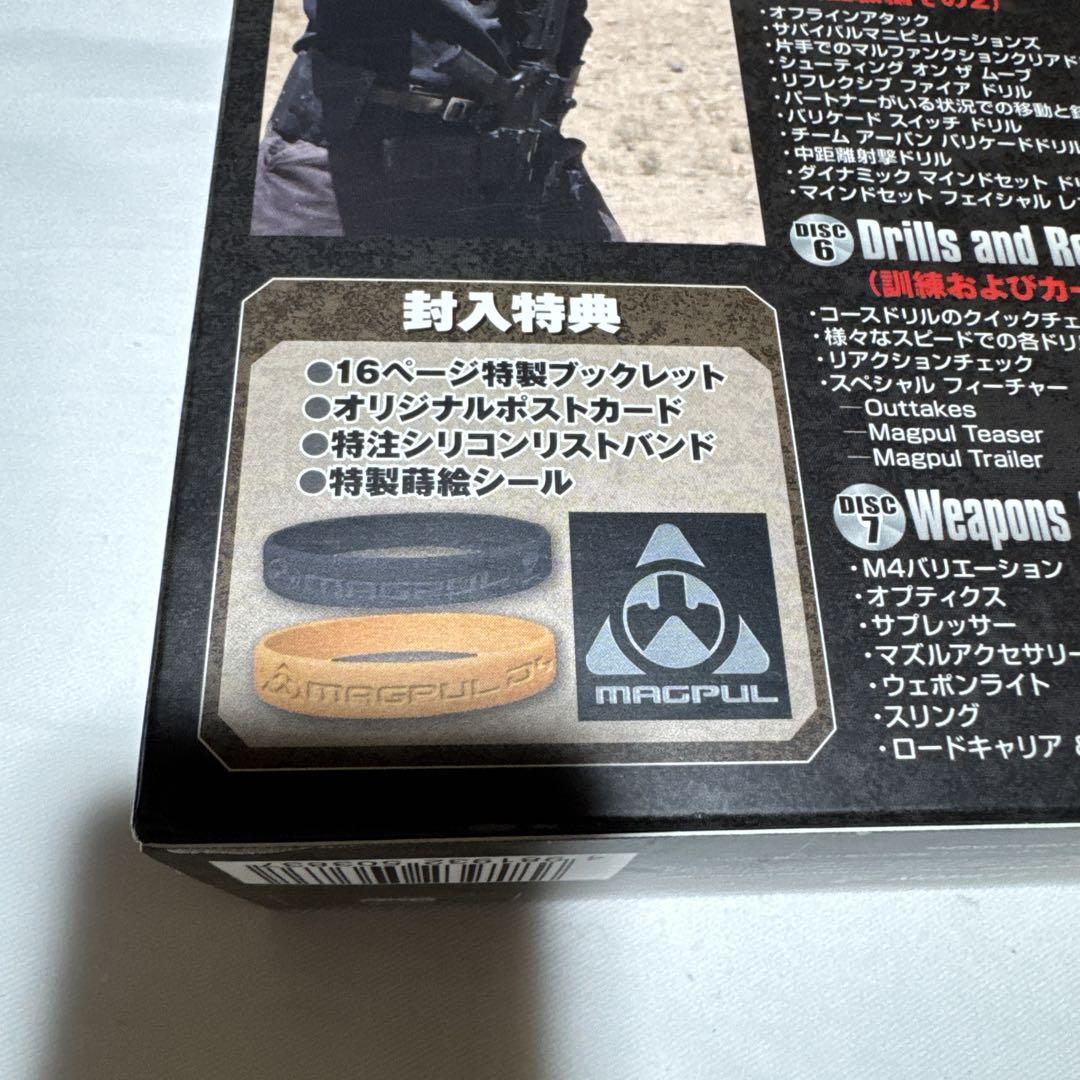 ・オフラインアタック
・サバイバルマニピュレーションズ
・片手でのマルファンクションクリアド
・シューティング オン ザ ムーブ
・リフレクシブ ファイア ドリル
・パートナーがいる状況での移動と
・バリケード スイッチ ドリル
・チーム アーバン バリケードドリル
・中距離射撃ドリル
・ダイナミック マインドセット ド
・マインドセット フェイシャル レ
DISC 6 Drills and
(訓練およびカー
・コースドリルのクイックチェ
・様々なスピードでの各ドリル
・リアクションチェック
・スペシャル フィーチャー
—Outtakes
—Magpul Teaser
—Magpul Trailer
DISC 7 Weapons
・M4バリエーション
・オプティクス
・サプレッサー
・マズルアクセサリー
・ウェポンライト
・スリング
・ロードキャリア &
封入特典
●16ページ特製ブックレット
●オリジナルポストカード
●特注シリコンリストバンド
●特製蒔絵シール
MAGPUL
MAGPUL
MAGPUL